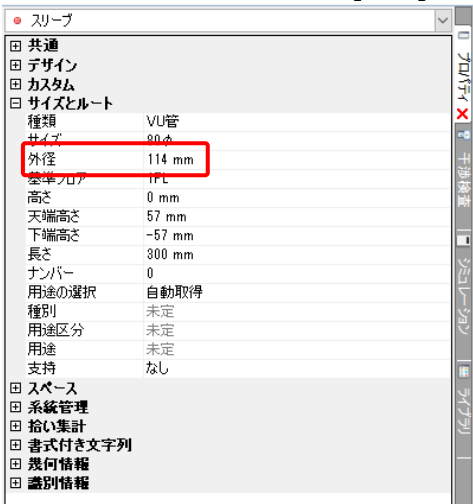 スリーブ
共通
デザイン
カスタム
サイズとルート
種類 VU管
サイズ 80φ
外径 114 mm
基準フロア 1FL
高さ 0 mm
天端高さ 57 mm
下端高さ -57 mm
長さ 300 mm
ナンバー 0
用途の選択 自動取得
種別 未定
用途区分 未定
用途 未定
支持 なし
スペース
系統管理
拾い集計
書式付き文字列
幾何情報
識別情報
プロパティ
干渉検査
シミュレーション
ライブラリ